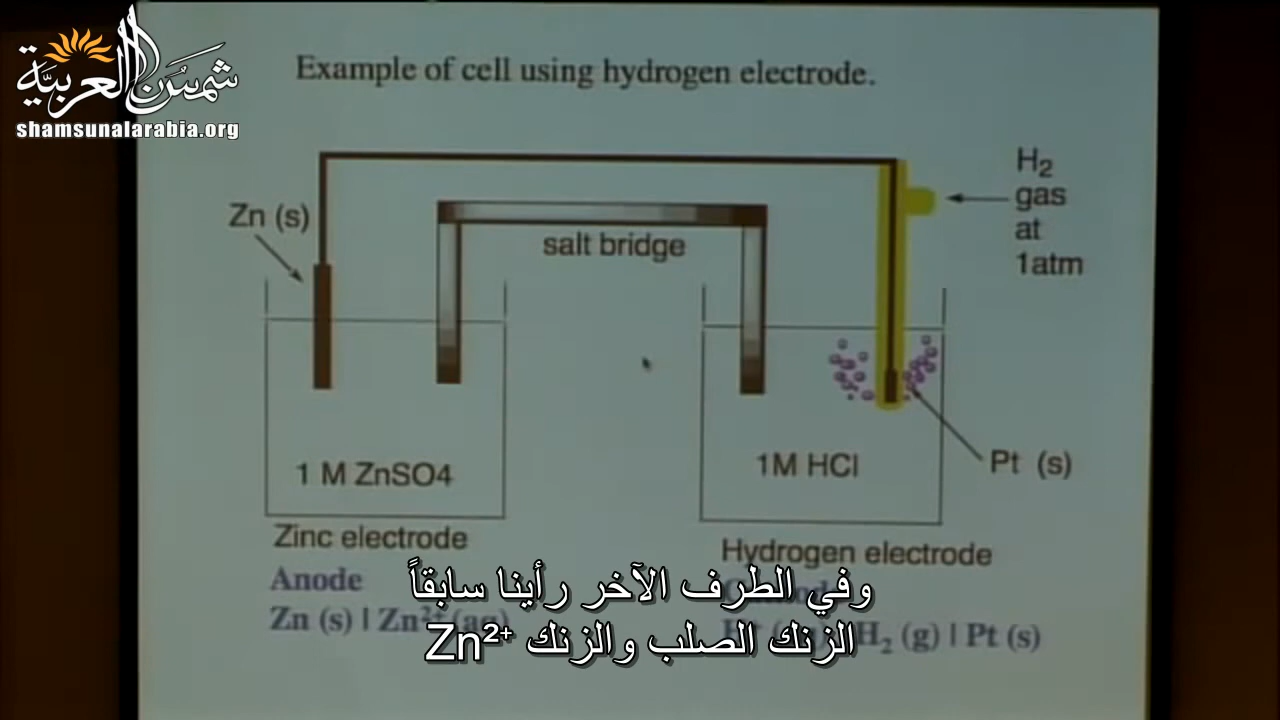 شمس العربية
shamsunalarabia.org
Example of cell using hydrogen electrode.
Zn (s)
salt bridge
H₂
gas
at
1atm
1 M ZnSO4
1M HCl
Pt (s)
Zinc electrode
Hydrogen electrode
Anode
Zn (s) | Zn²⁺ (aq)
H₂ (g) | Pt (s)
وفي الطرف الآخر رأينا سابقاً
الزنك الصلب والزنك Zn²⁺